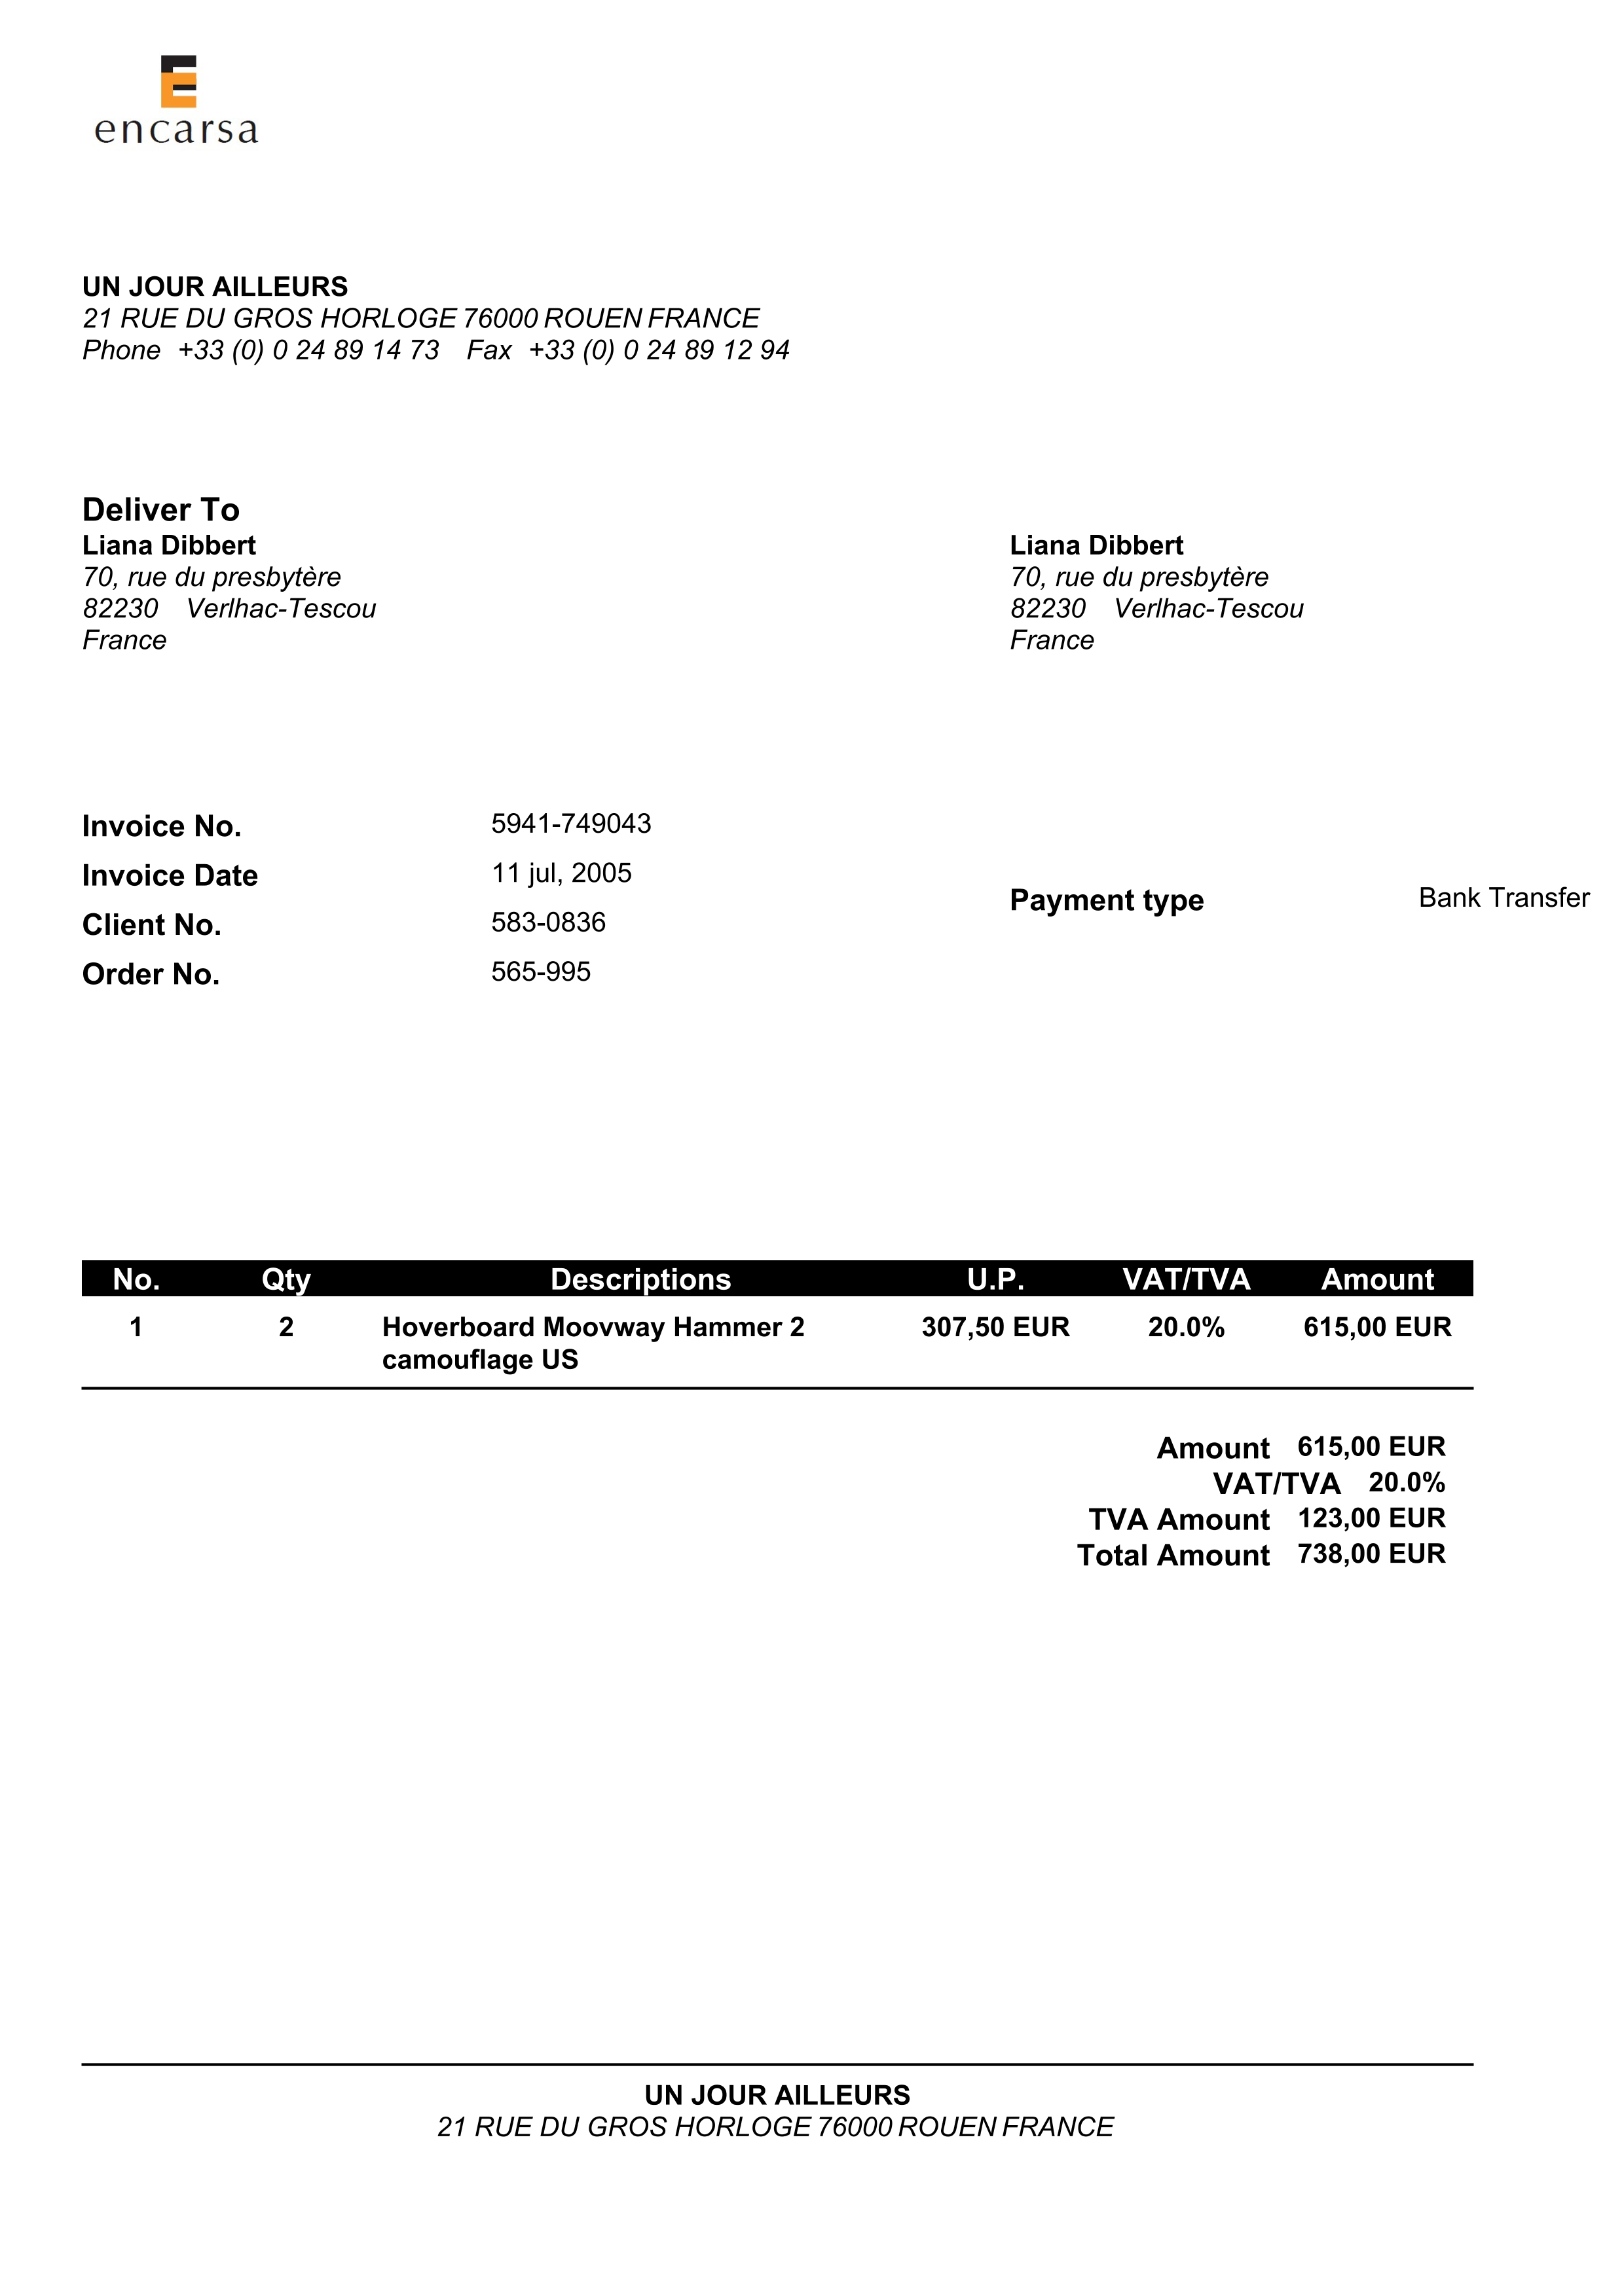 encarsa
UN JOUR AILLEURS
21 RUE DU GROS HORLOGE 76000 ROUEN FRANCE
Phone +33 (0) 0 24 89 14 73 Fax +33 (0) 0 24 89 12 94
Deliver To
Liana Dibbert
70, rue du presbytère
82230 Verlhac-Tescou
France
Liana Dibbert
70, rue du presbytère
82230 Verlhac-Tescou
France
Invoice No. 5941-749043
Invoice Date 11 jul, 2005
Client No. 583-0836
Order No. 565-995
Payment type Bank Transfer
No. Qty Descriptions U.P. VAT/TVA Amount
1 2 Hoverboard Moovway Hammer 2 307,50 EUR 20.0% 615,00 EUR
camouflage US
Amount 615,00 EUR
VAT/TVA 20.0%
TVA Amount 123,00 EUR
Total Amount 738,00 EUR
UN JOUR AILLEURS
21 RUE DU GROS HORLOGE 76000 ROUEN FRANCE